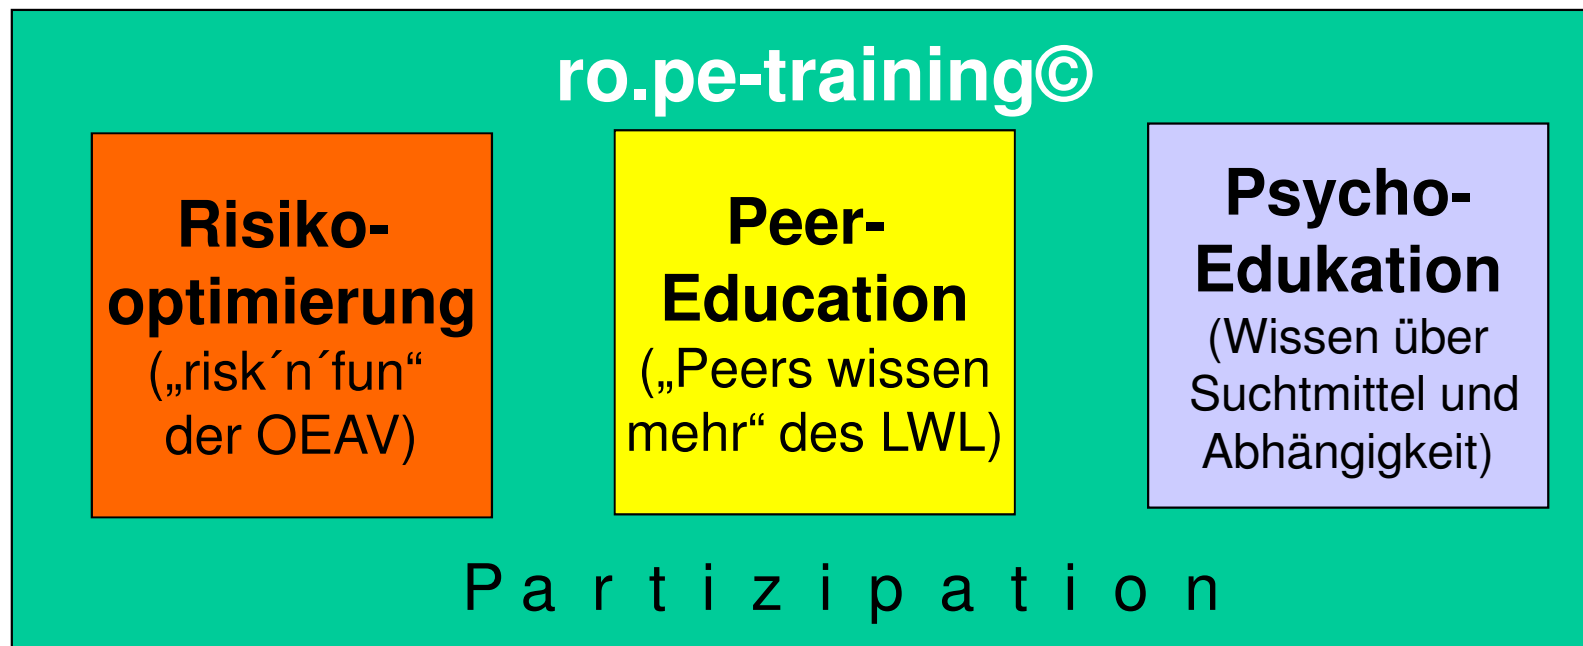 ro.pe-training©
Risiko-
optimierung
(„risk´n´fun“
der OEAV)
Peer-
Education
(„Peers wissen
mehr“ des LWL)
Psycho-
Edukation
(Wissen über
Suchtmittel und
Abhängigkeit)
Partizipation